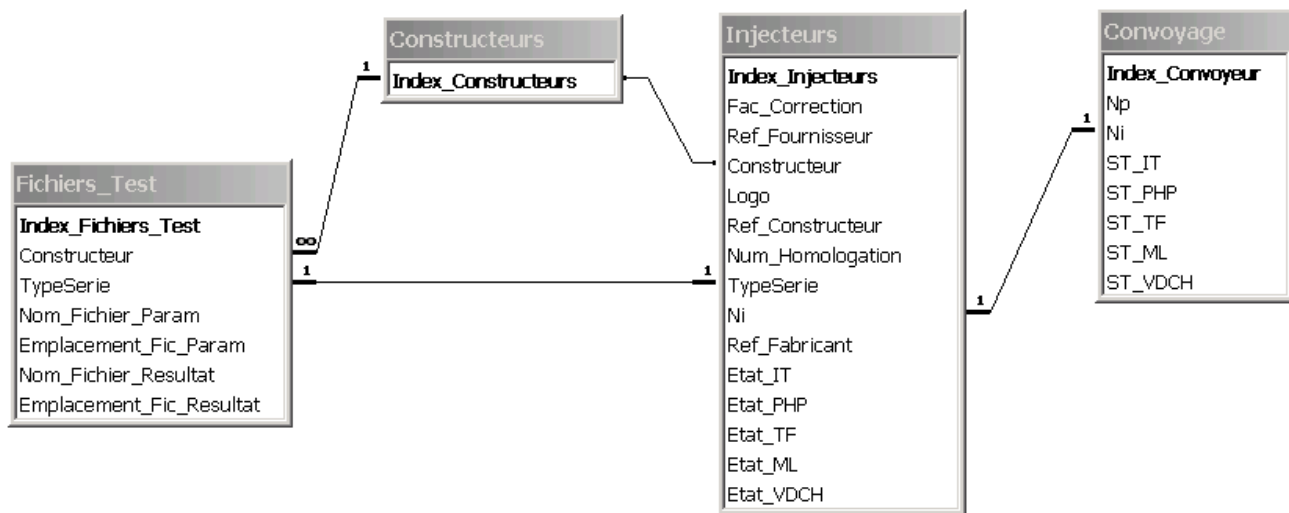 Constructeurs
Index_Constructeurs
1
Injecteurs
Index_Injecteurs
Fac_Correction
Ref_Fournisseur
Constructeur
Logo
Ref_Constructeur
Num_Homologation
TypeSerie
Ni
Ref_Fabricant
Etat_IT
Etat_PHP
Etat_TF
Etat_ML
Etat_VDCH
1
1
Convoyage
Index_Convoyeur
Np
Ni
ST_IT
ST_PHP
ST_TF
ST_ML
ST_VDCH
1
Fichiers_Test
Index_Fichiers_Test
Constructeur
TypeSerie
Nom_Fichier_Param
Emplacement_Fic_Param
Nom_Fichier_Resultat
Emplacement_Fic_Resultat
∞
1